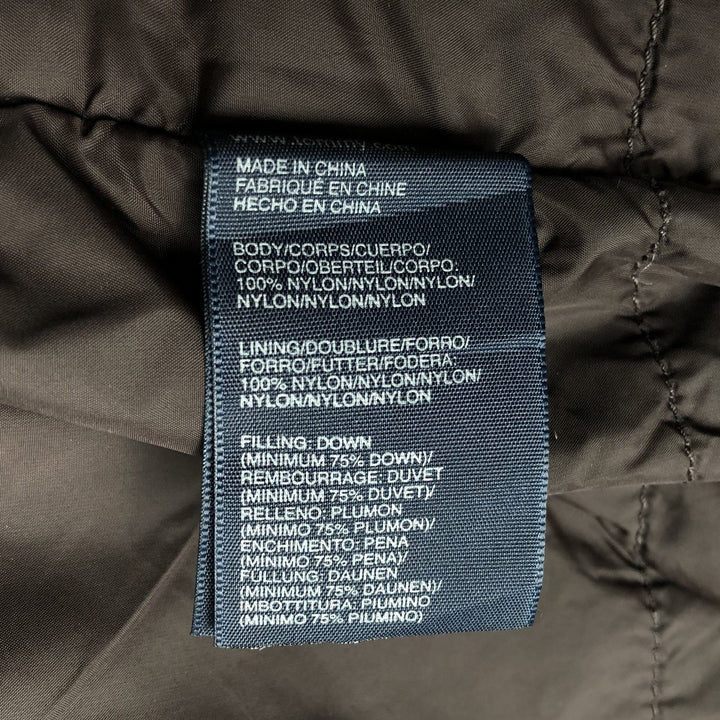 www.tommy.com
MADE IN CHINA
FABRIQUÉ EN CHINE
HECHO EN CHINA
BODY/CORPS/CUERPO/
CORPO/OBERTEIL/CORPO:
100% NYLON/NYLON/NYLON/
NYLON/NYLON/NYLON
LINING/DOUBLURE/FORRO/
FORRO/FUTTER/FODERA:
100% NYLON/NYLON/NYLON/
NYLON/NYLON/NYLON
FILLING: DOWN
(MINIMUM 75% DOWN)/
REMBOURRAGE: DUVET
(MINIMUM 75% DUVET)/
RELLENO: PLUMON
(MINIMO 75% PLUMON)/
ENCHIMENTO: PENA
(MINIMO 75% PENA)/
FÜLLUNG: DAUNEN
(MINIMUM 75% DAUNEN)/
IMBOTTITURA: PIUMINO
(MINIMO 75% PIUMINO)